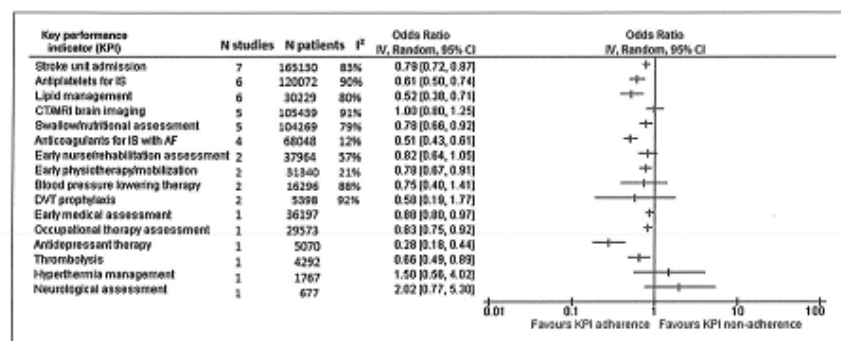 Key performance indicator (KPI) N studies N patients I² Odds Ratio IV, Random, 95% CI Odds Ratio IV, Random, 95% CI
Stroke unit admission 7 165130 83% 0.79 [0.72, 0.87]
Antiplatelets for IS 6 120072 90% 0.61 [0.50, 0.74]
Lipid management 6 30229 80% 0.52 [0.38, 0.71]
CT/MRI brain imaging 5 105439 91% 1.00 [0.80, 1.25]
Swallow/nutritional assessment 5 104269 79% 0.78 [0.66, 0.92]
Anticoagulants for IS with AF 4 68048 12% 0.51 [0.43, 0.61]
Early nurse/rehabilitation assessment 2 37964 57% 0.82 [0.64, 1.05]
Early physiotherapy/mobilization 2 31340 21% 0.78 [0.67, 0.91]
Blood pressure lowering therapy 2 16296 88% 0.75 [0.40, 1.41]
DVT prophylaxis 2 5398 92% 0.58 [0.19, 1.77]
Early medical assessment 1 36197 0.88 [0.80, 0.97]
Occupational therapy assessment 1 29573 0.83 [0.75, 0.92]
Antidepressant therapy 1 5070 0.28 [0.18, 0.44]
Thrombolysis 1 4292 0.66 [0.49, 0.89]
Hyperthermia management 1 1767 1.50 [0.56, 4.02]
Neurological assessment 1 677 2.02 [0.77, 5.30]
0.01 0.1 1 10 100
Favours KPI adherence Favours KPI non-adherence